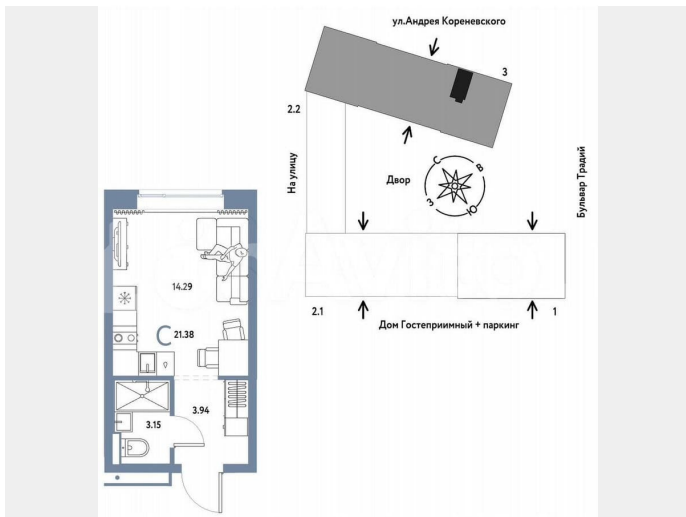 ул.Андрея Кореневского
3
2.2
На улицу
Двор
С
В
З
Ю
Бульвар Традий
2.1
1
Дом Гостеприимный + паркинг
14.29
С
21.38
3.94
3.15